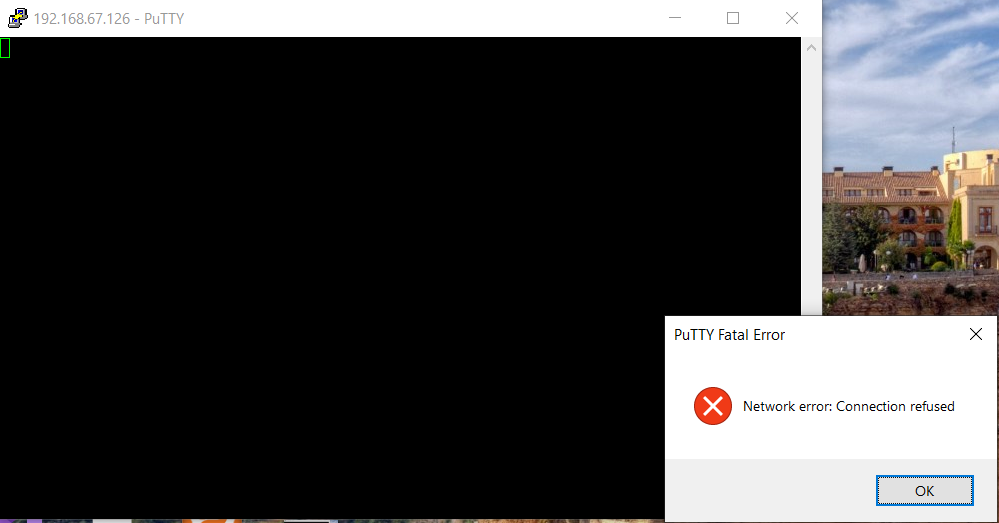 192.168.67.126 - PuTTY
PuTTY Fatal Error
Network error: Connection refused
OK